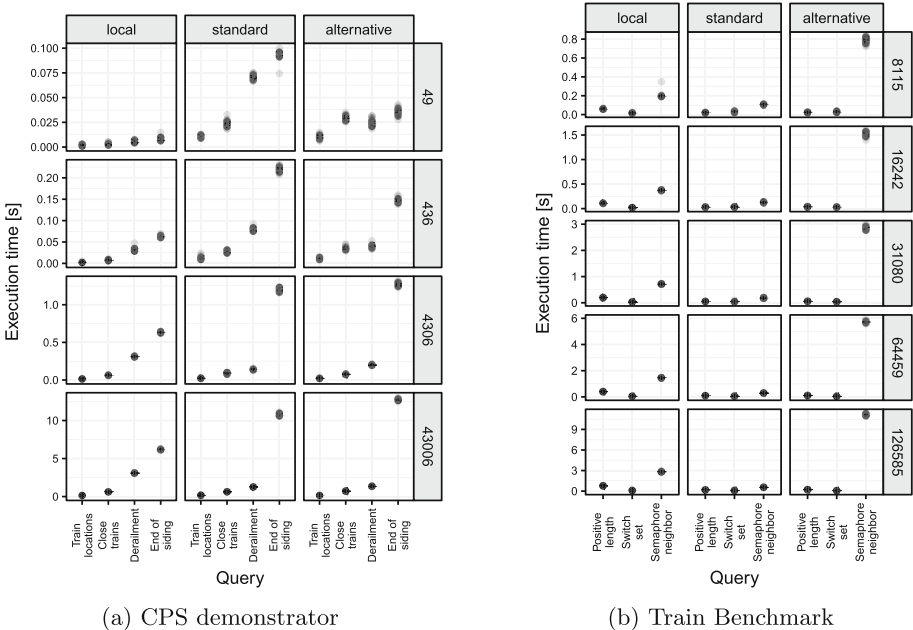 local standard alternative
0.100
0.075
0.050
0.025
0.000
49
0.20
0.15
0.10
0.05
0.00
436
1.0
0.5
0.0
4306
10
5
0
43006
Execution time [s]
Train locations
Close trains
Derailment
End of siding
Train locations
Close trains
Derailment
End of siding
Train locations
Close trains
Derailment
End of siding
Query
(a) CPS demonstrator
local standard alternative
0.8
0.6
0.4
0.2
0.0
8115
1.5
1.0
0.5
0.0
16242
3
2
1
0
31080
6
4
2
0
64459
9
6
3
0
126585
Execution time [s]
Positive length
Switch set
Semaphore neighbor
Positive length
Switch set
Semaphore neighbor
Positive length
Switch set
Semaphore neighbor
Query
(b) Train Benchmark